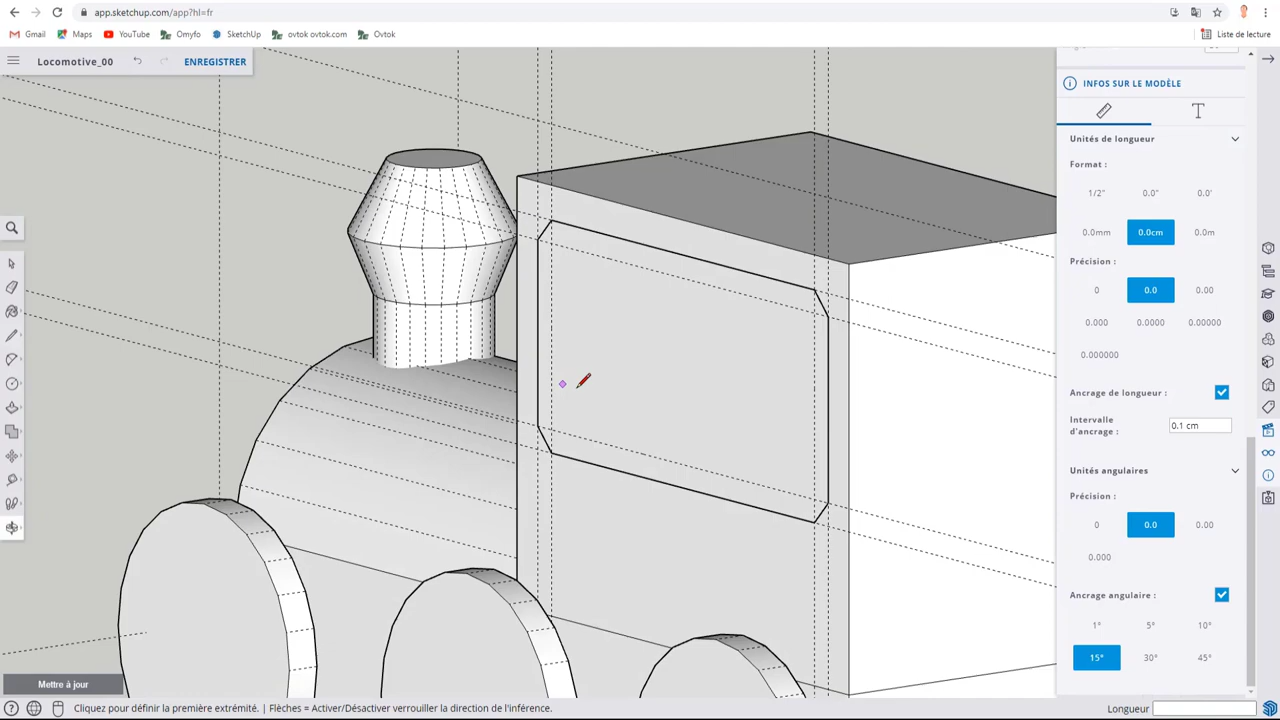 app.sketchup.com/app?hl=fr
Gmail
Maps
YouTube
Omyfo
SketchUp
ovtok ovtok.com
Ovtok
Liste de lecture
Locomotive_00
ENREGISTRER
INFOS SUR LE MODÈLE
Unités de longueur
Format :
1/2" 0.0" 0.0'
0.0mm 0.0cm 0.0m
Précision :
0 0.0 0.00
0.000 0.0000 0.00000
0.000000
Ancrage de longueur :
Intervalle
d'ancrage :
0.1 cm
Unités angulaires
Précision :
0 0.0 0.00
0.000
Ancrage angulaire :
1° 5° 10°
15° 30° 45°
Mettre à jour
Cliquez pour définir la première extrémité. | Flèches = Activer/Désactiver verrouiller la direction de l'inférence.
Longueur